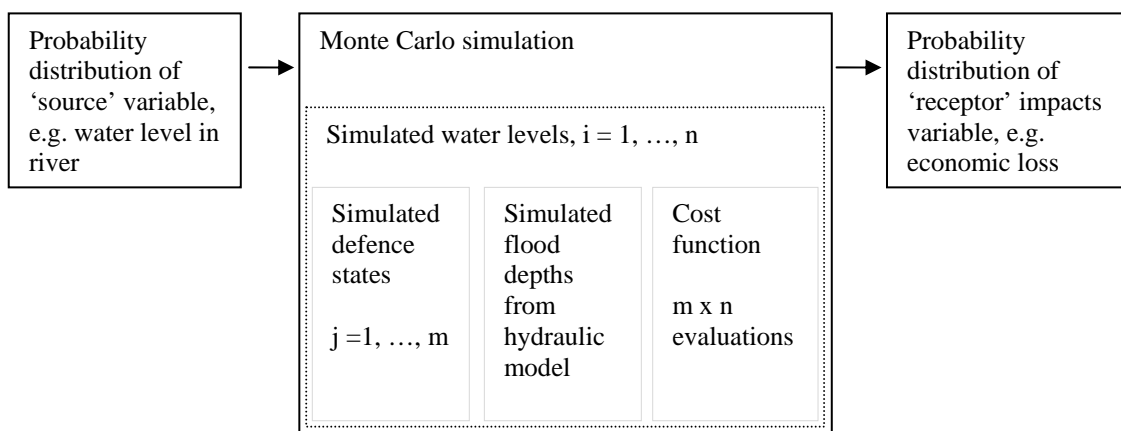 Probability
distribution of
‘source’ variable,
e.g. water level in
river
Monte Carlo simulation
Simulated water levels, i = 1, …, n
Simulated
defence
states
j =1, …, m
Simulated
flood
depths
from
hydraulic
model
Cost
function
m x n
evaluations
Probability
distribution of
‘receptor’ impacts
variable, e.g.
economic loss